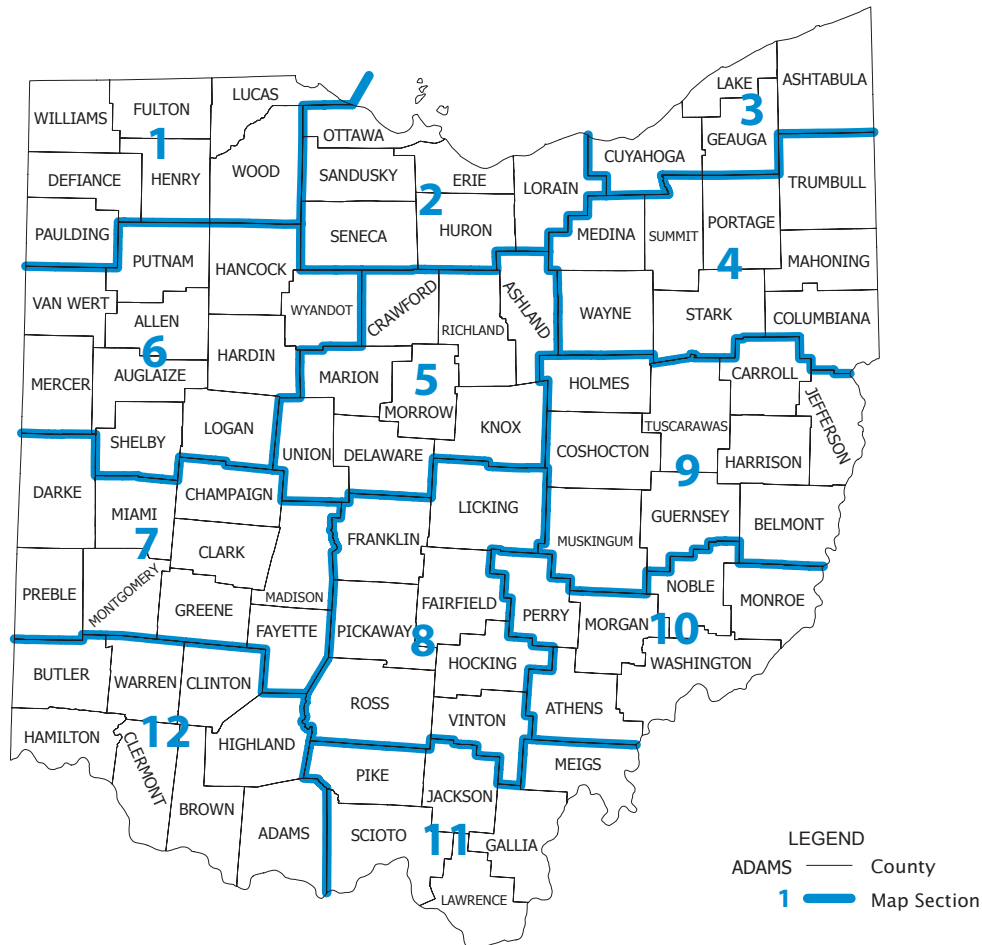 LAKE
ASHTABULA
LUCAS
FULTON
3
WILLIAMS
1
OTTAWA
GEAUGA
CUYAHOGA
WOOD
SANDUSKY
ERIE
LORAIN
TRUMBULL
DEFIANCE
HENRY
2
PORTAGE
PAULDING
SENECA
HURON
MEDINA
SUMMIT
PUTNAM
4
MAHONING
HANCOCK
VAN WERT
WYANDOT
CRAWFORD
ASHLAND
WAYNE
STARK
COLUMBIANA
ALLEN
RICHLAND
6
HARDIN
AUGLAIZE
MERCER
MARION
5
HOLMES
CARROLL
MORROW
JEFFERSON
LOGAN
KNOX
TUSCARAWAS
SHELBY
UNION
DELAWARE
COSHOCTON
HARRISON
9
DARKE
CHAMPAIGN
LICKING
MIAMI
GUERNSEY
BELMONT
7
FRANKLIN
MUSKINGUM
CLARK
PREBLE
MONTGOMERY
MADISON
NOBLE
MONROE
GREENE
FAIRFIELD
PERRY
FAYETTE
PICKAWAY
MORGAN
10
8
HOCKING
WASHINGTON
BUTLER
WARREN
CLINTON
ROSS
VINTON
ATHENS
HAMILTON
12
HIGHLAND
CLERMONT
MEIGS
PIKE
JACKSON
BROWN
ADAMS
SCIOTO
11
GALLIA
LAWRENCE
LEGEND
ADAMS County
1 Map Section